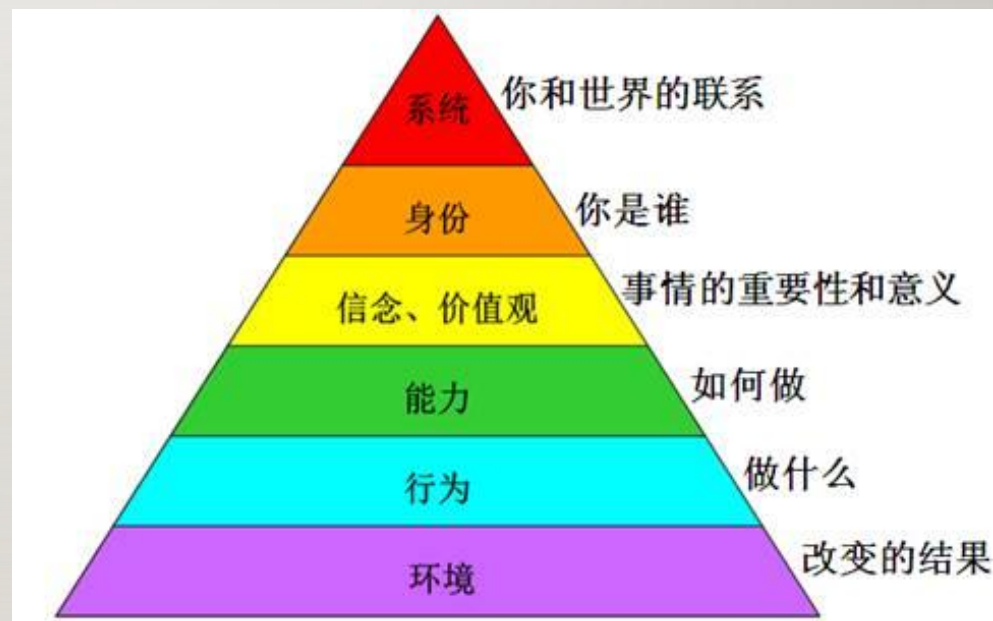 系统
你和世界的联系
身份
你是谁
信念、价值观
事情的重要性和意义
能力
如何做
行为
做什么
环境
改变的结果